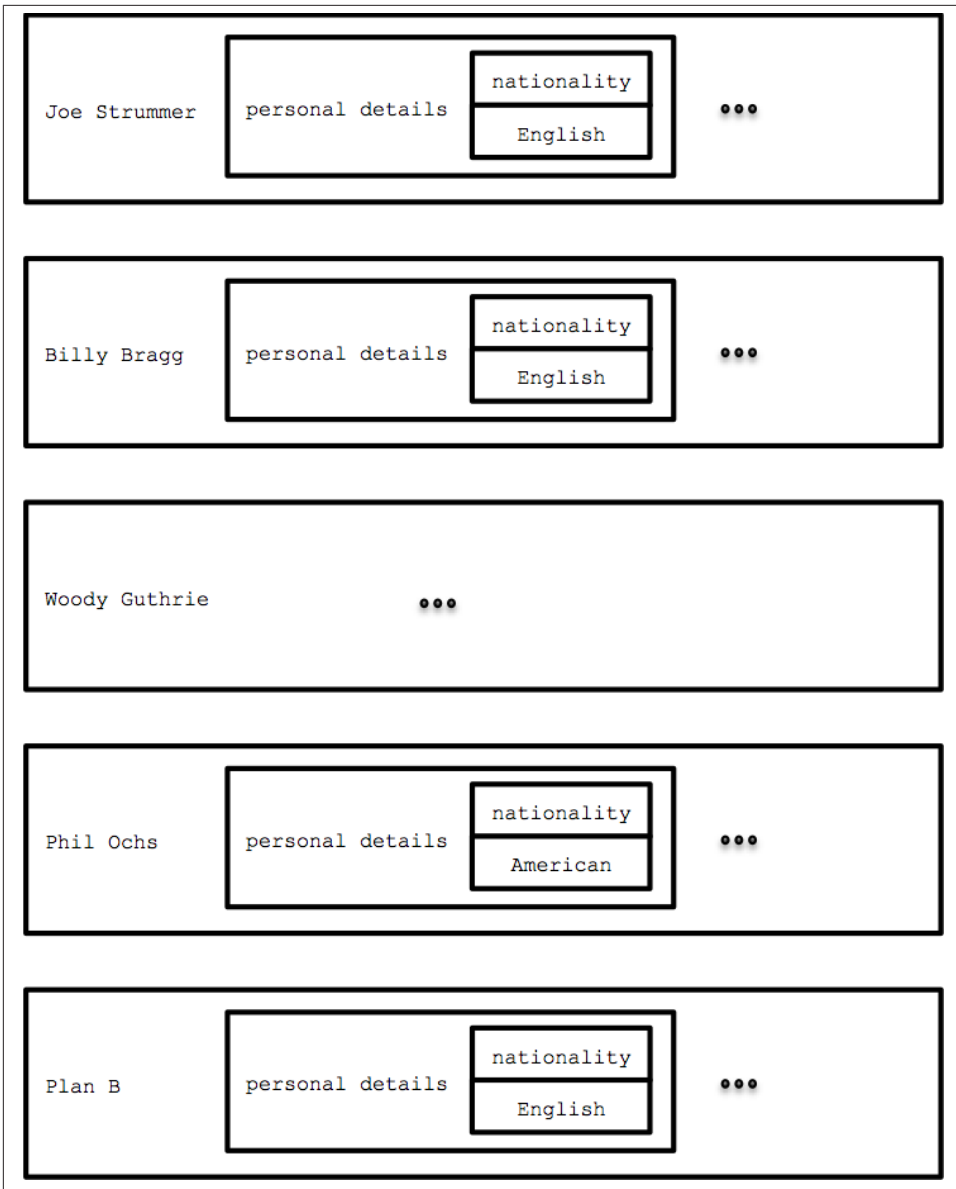 nationality
Joe Strummer personal details
English
nationality
Billy Bragg personal details
English
Woody Guthrie
nationality
Phil Ochs personal details
American
nationality
Plan B personal details
English